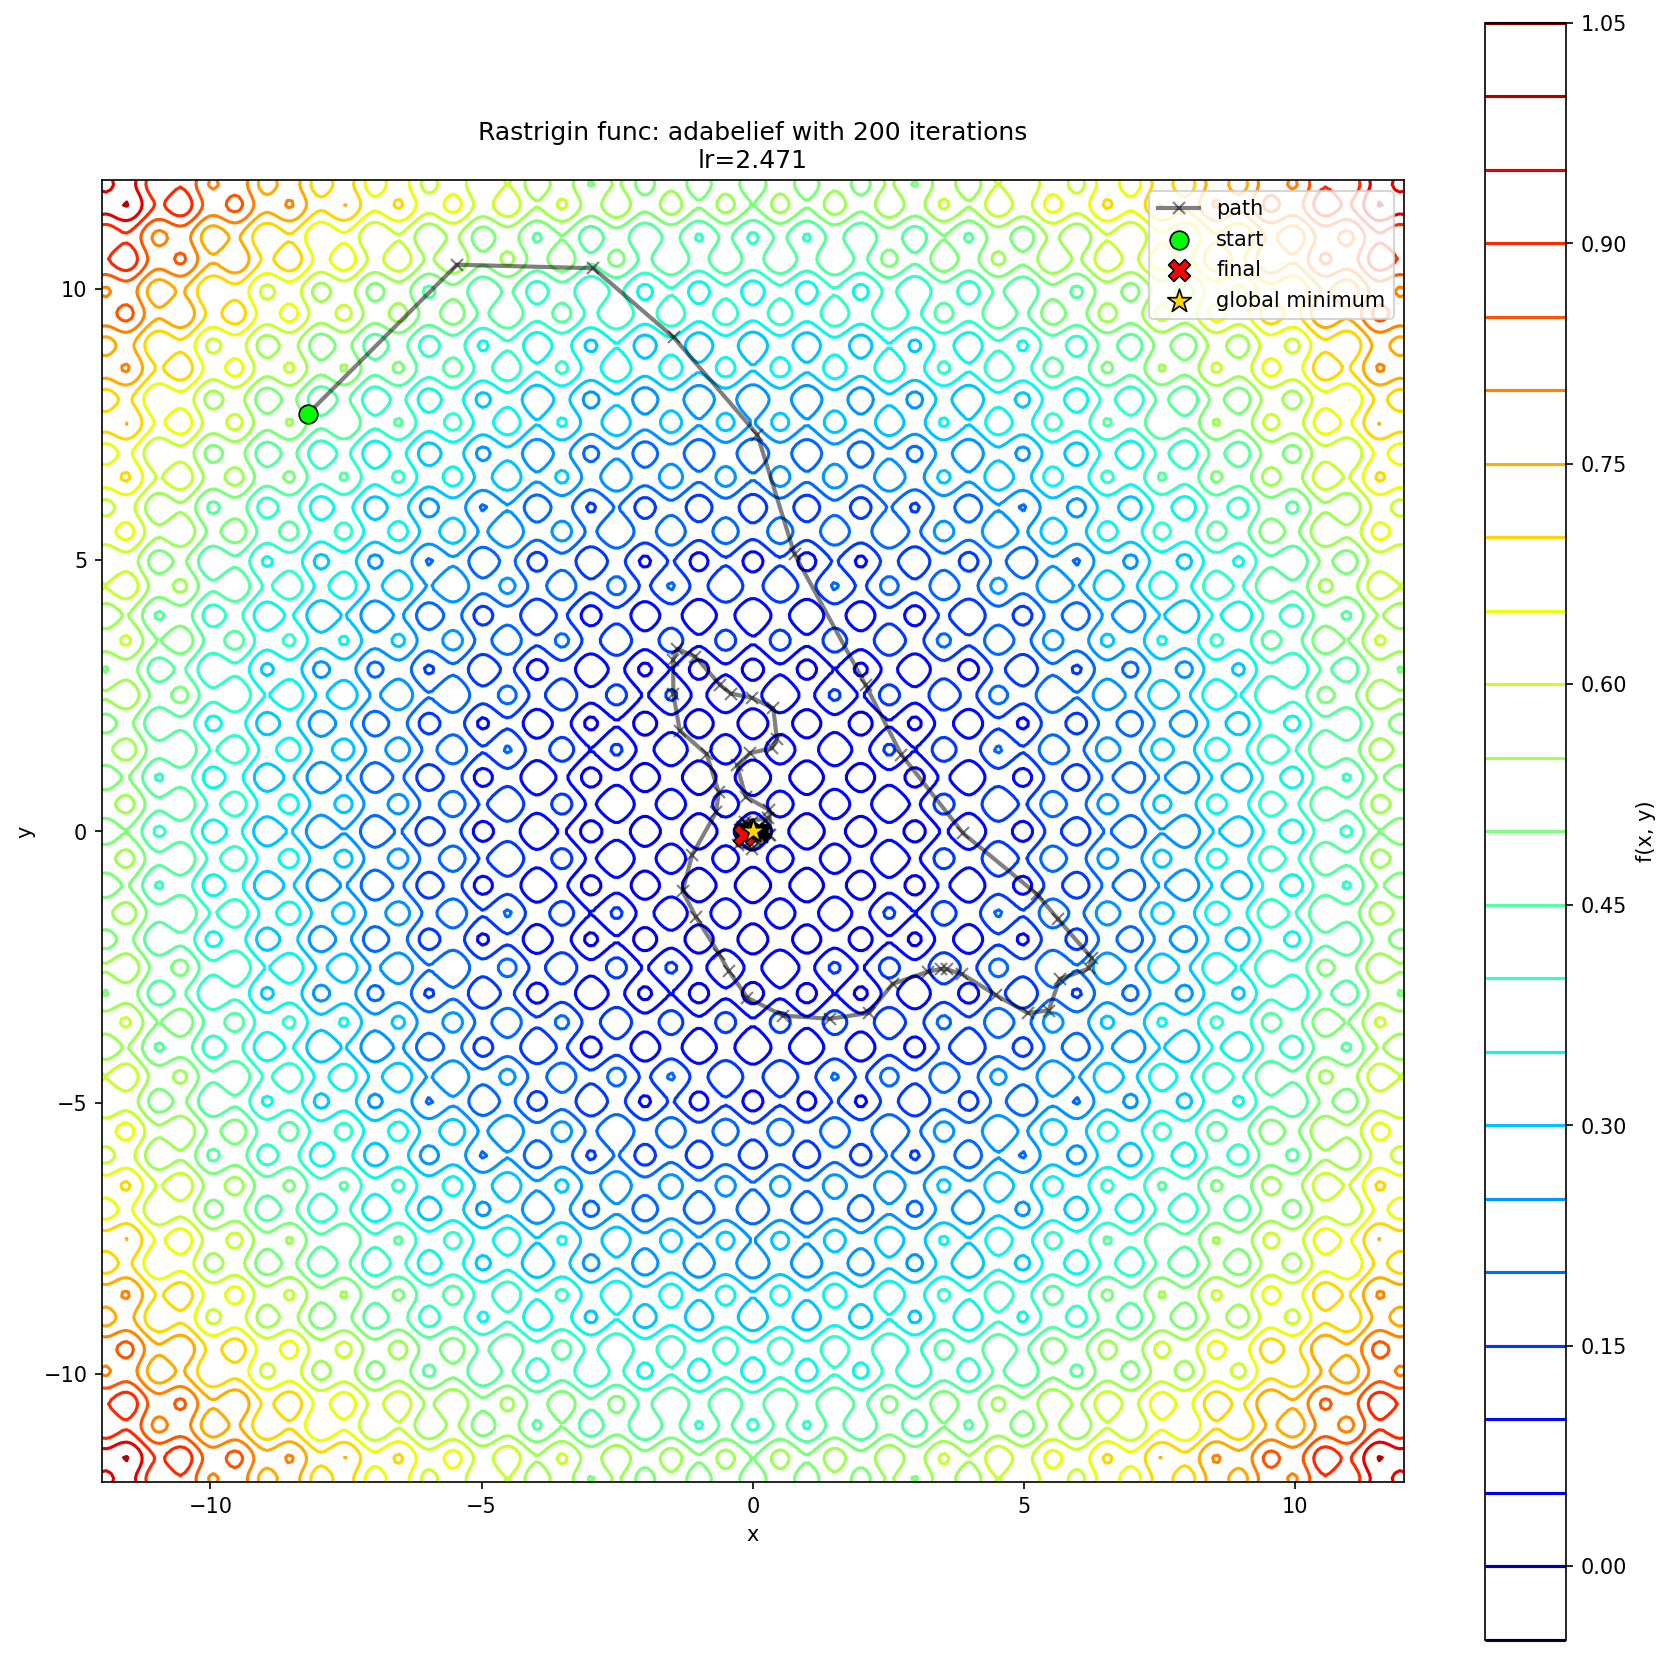 Rastrigin func: adabelief with 200 iterations
lr=2.471
path
start
final
global minimum
10
5
0
−5
−10
y
−10
−5
0
5
10
x
1.05
0.90
0.75
0.60
0.45
0.30
0.15
0.00
f(x, y)